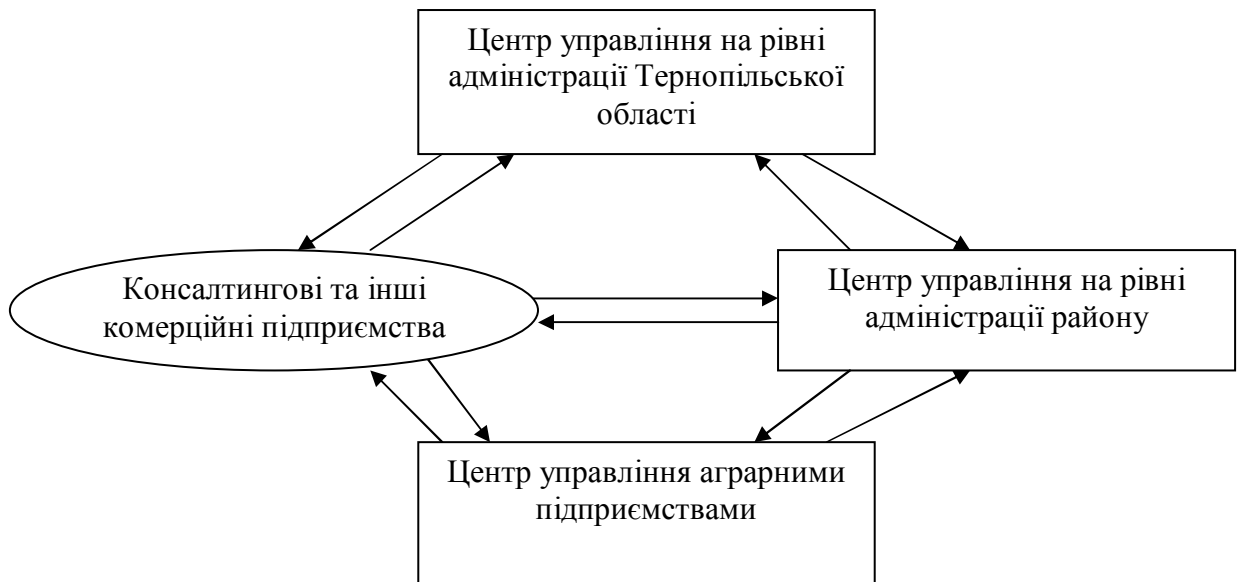 Центр управління на рівні
адміністрації Тернопільської
області
Консалтингові та інші
комерційні підприємства
Центр управління на рівні
адміністрації району
Центр управління аграрними
підприємствами